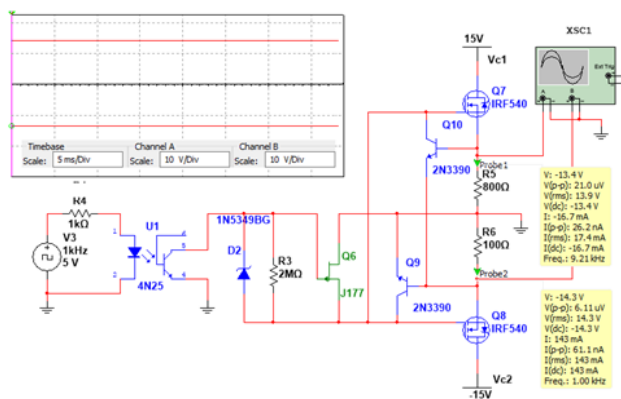 XSC1
15V
Vc1
Ext Trig
A
B
Q7
IRF540
Q10
2N3390
Timebase
Channel A
Channel B
Scale: 5 ms/Div
Scale: 10 V/Div
Scale: 10 V/Div
Probe1
R5
800Ω
V: -13.4 V
V(p-p): 21.0 uV
V(rms): 13.9 V
V(dc): -13.4 V
I: -16.7 mA
I(p-p): 26.2 nA
I(rms): 17.4 mA
I(dc): -16.7 mA
Freq.: 9.21 kHz
R4
1kΩ
U1
1
2
6
5
4
4N25
V3
1kHz
5 V
1N5349BG
D2
R3
2MΩ
Q6
J177
Q9
2N3390
R6
100Ω
Probe2
Q8
IRF540
Vc2
-15V
V: -14.3 V
V(p-p): 6.11 uV
V(rms): 14.3 V
V(dc): -14.3 V
I: 143 mA
I(p-p): 61.1 nA
I(rms): 143 mA
I(dc): 143 mA
Freq.: 1.00 kHz